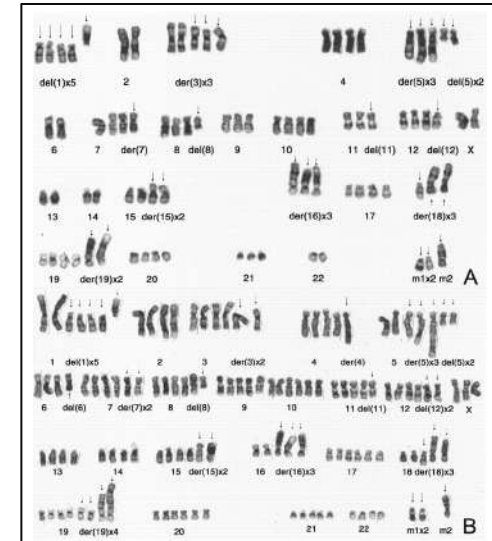 del(1)x5 2 der(3)x3 4 der(5)x3 del(5)x2
6 7 der(7) 8 del(8) 9 10 11 del(11) 12 del(12) X
13 14 15 der(15)x2 der(16)x3 17 der(18)x3
19 der(19)x2 20 21 22 m1x2 m2 A
1 del(1)x5 2 3 der(3)x2 4 der(4) 5 der(5)x3 del(5)x2
6 del(6) 7 der(7)x2 8 del(8) 9 10 11 del(11) 12 del(12)x2 X
13 14 15 der(15)x2 16 der(16)x3 17 18 der(18)x3
19 der(19)x4 20 21 22 m1x2 m2 B